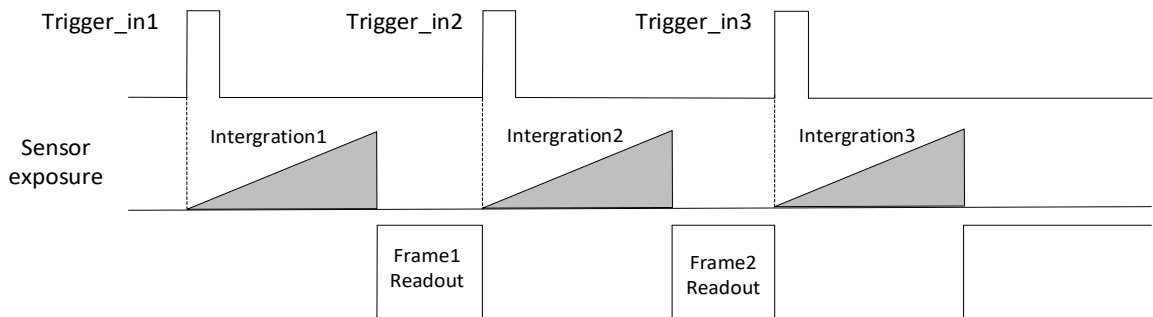 Trigger_in1
Trigger_in2
Trigger_in3
Sensor
exposure
Intergration1
Intergration2
Intergration3
Frame1
Readout
Frame2
Readout